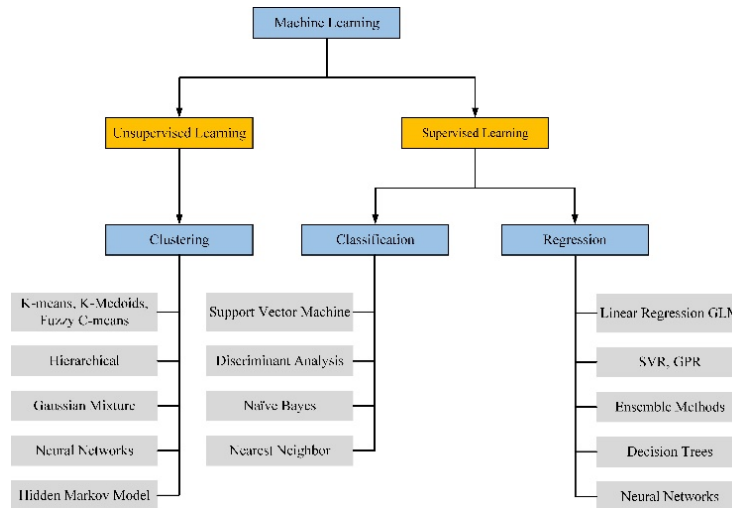 Machine Learning
Unsupervised Learning
Supervised Learning
Clustering
Classification
Regression
K-means, K-Medoids,
Fuzzy C-means
Hierarchical
Gaussian Mixture
Neural Networks
Hidden Markov Model
Support Vector Machine
Discriminant Analysis
Naïve Bayes
Nearest Neighbor
Linear Regression GLM
SVR, GPR
Ensemble Methods
Decision Trees
Neural Networks